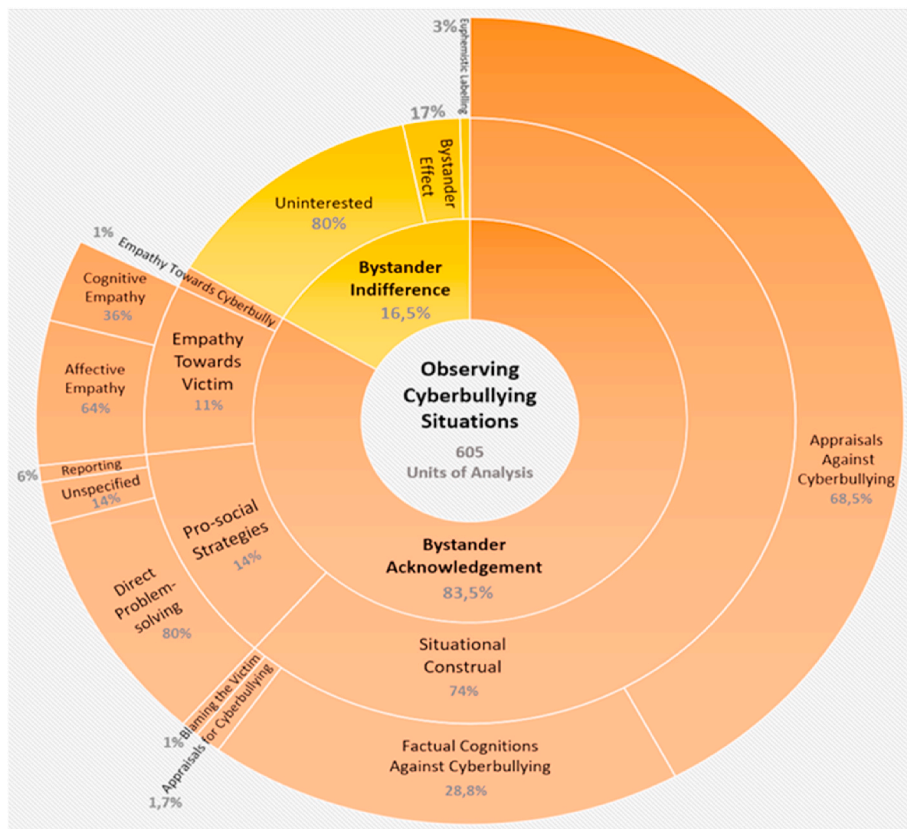 Observing
Cyberbullying
Situations
605
Units of Analysis
Bystander
Indifference
16,5%
Uninterested
80%
17%
Bystander
Effect
3%
Euphemistic Labelling
Bystander
Acknowledgement
83,5%
Situational
Construal
74%
Appraisals
Against
Cyberbullying
68,5%
Factual Cognitions
Against Cyberbullying
28,8%
Appraisals for Cyberbullying
1,7%
Blaming the Victim
1%
Pro-social
Strategies
14%
Direct
Problem-
solving
80%
Unspecified
14%
Reporting
6%
Empathy
Towards
Victim
11%
Affective
Empathy
64%
Cognitive
Empathy
36%
1%
Empathy Towards Cyberbully